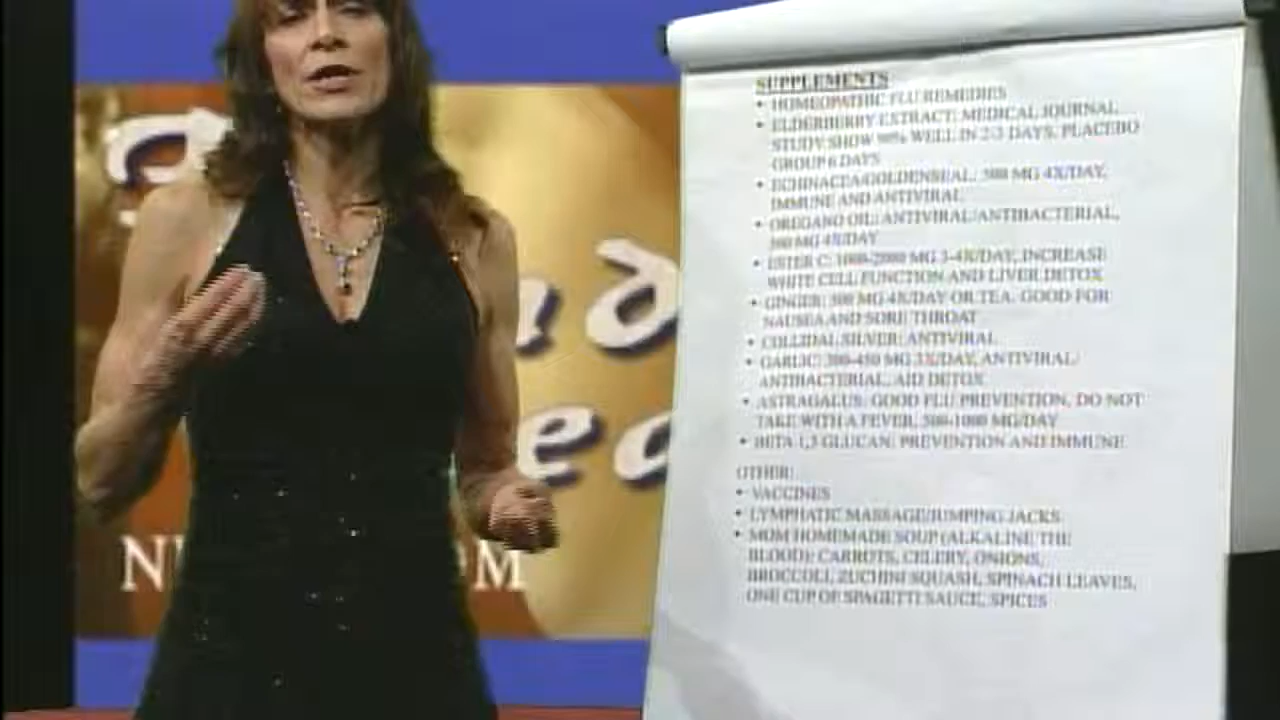 SUPPLEMENTS
• HOMEOPATHIC FLU REMEDIES
• ELDERBERRY EXTRACT: MEDICAL JOURNAL
STUDY SHOW 90% WELL IN 2-3 DAYS, PLACEBO
GROUP 6 DAYS
• ECHINACEA/GOLDENSEAL: 500 MG 4X/DAY,
IMMUNE AND ANTIVIRAL
• OREGANO OIL: ANTIVIRAL/ANTIBACTERIAL,
500 MG 4X/DAY
• ESTER C: 1000-2000 MG 3-4X/DAY, INCREASE
WHITE CELL FUNCTION AND LIVER DETOX
• GINGER: 500 MG 4X/DAY OR TEA. GOOD FOR
NAUSEA AND SORE THROAT
• COLLIDAL SILVER: ANTIVIRAL
• GARLIC: 300-450 MG 3X/DAY, ANTIVIRAL/
ANTIBACTERIAL, AID DETOX
• ASTRAGALUS: GOOD FLU PREVENTION, DO NOT
TAKE WITH A FEVER, 500-1000 MG/DAY
• BETA 1,3 GLUCAN: PREVENTION AND IMMUNE
OTHER:
• VACCINES
• LYMPHATIC MASSAGE/JUMPING JACKS
• MOM HOMEMADE SOUP (ALKALINE THE
BLOOD): CARROTS, CELERY, ONIONS,
BROCCOLI, ZUCHINI SQUASH, SPINACH LEAVES,
ONE CUP OF SPAGETTI SAUCE, SPICES